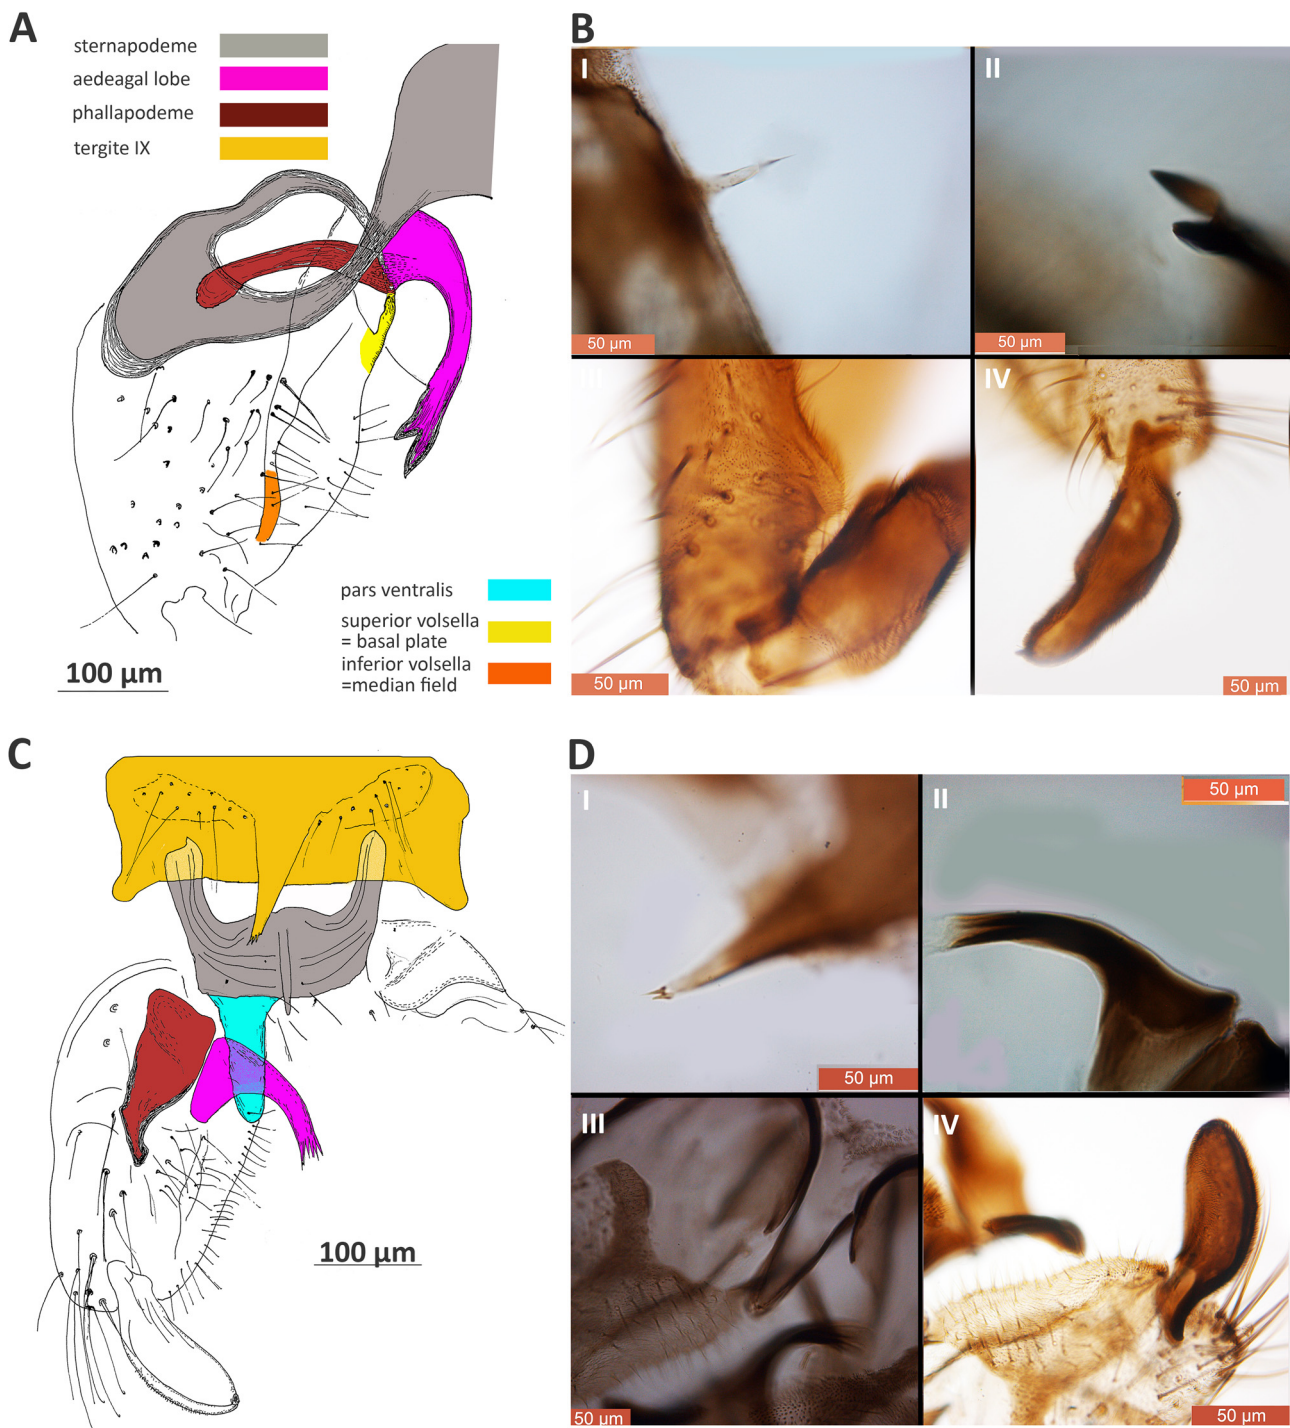 A
sternapodeme
aedeagal lobe
phallapodeme
tergite IX
pars ventralis
superior volsella
= basal plate
inferior volsella
=median field
100 µm
B
I
50 µm
II
50 µm
III
50 µm
IV
50 µm
C
100 µm
D
I
50 µm
II
50 µm
III
50 µm
IV
50 µm